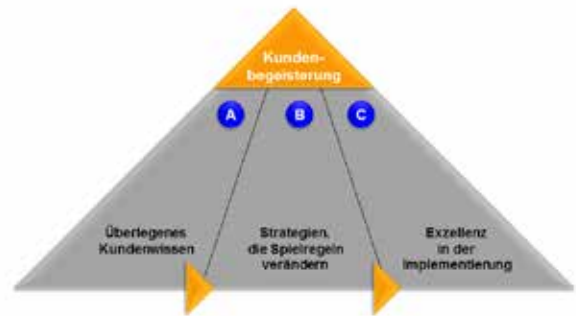 Kunden-
begeisterung
A
B
C
Überlegenes
Kundenwissen
Strategien,
die Spielregeln
verändern
Exzellenz
in der
Implementierung